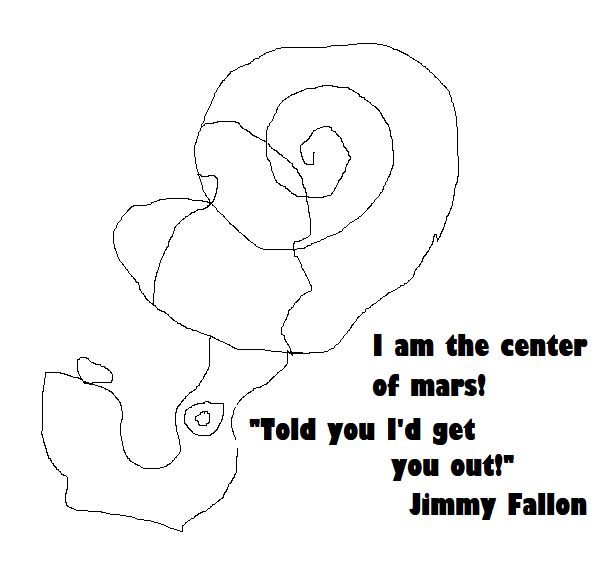 I am the center
of mars!
"Told you I'd get
you out!"
Jimmy Fallon